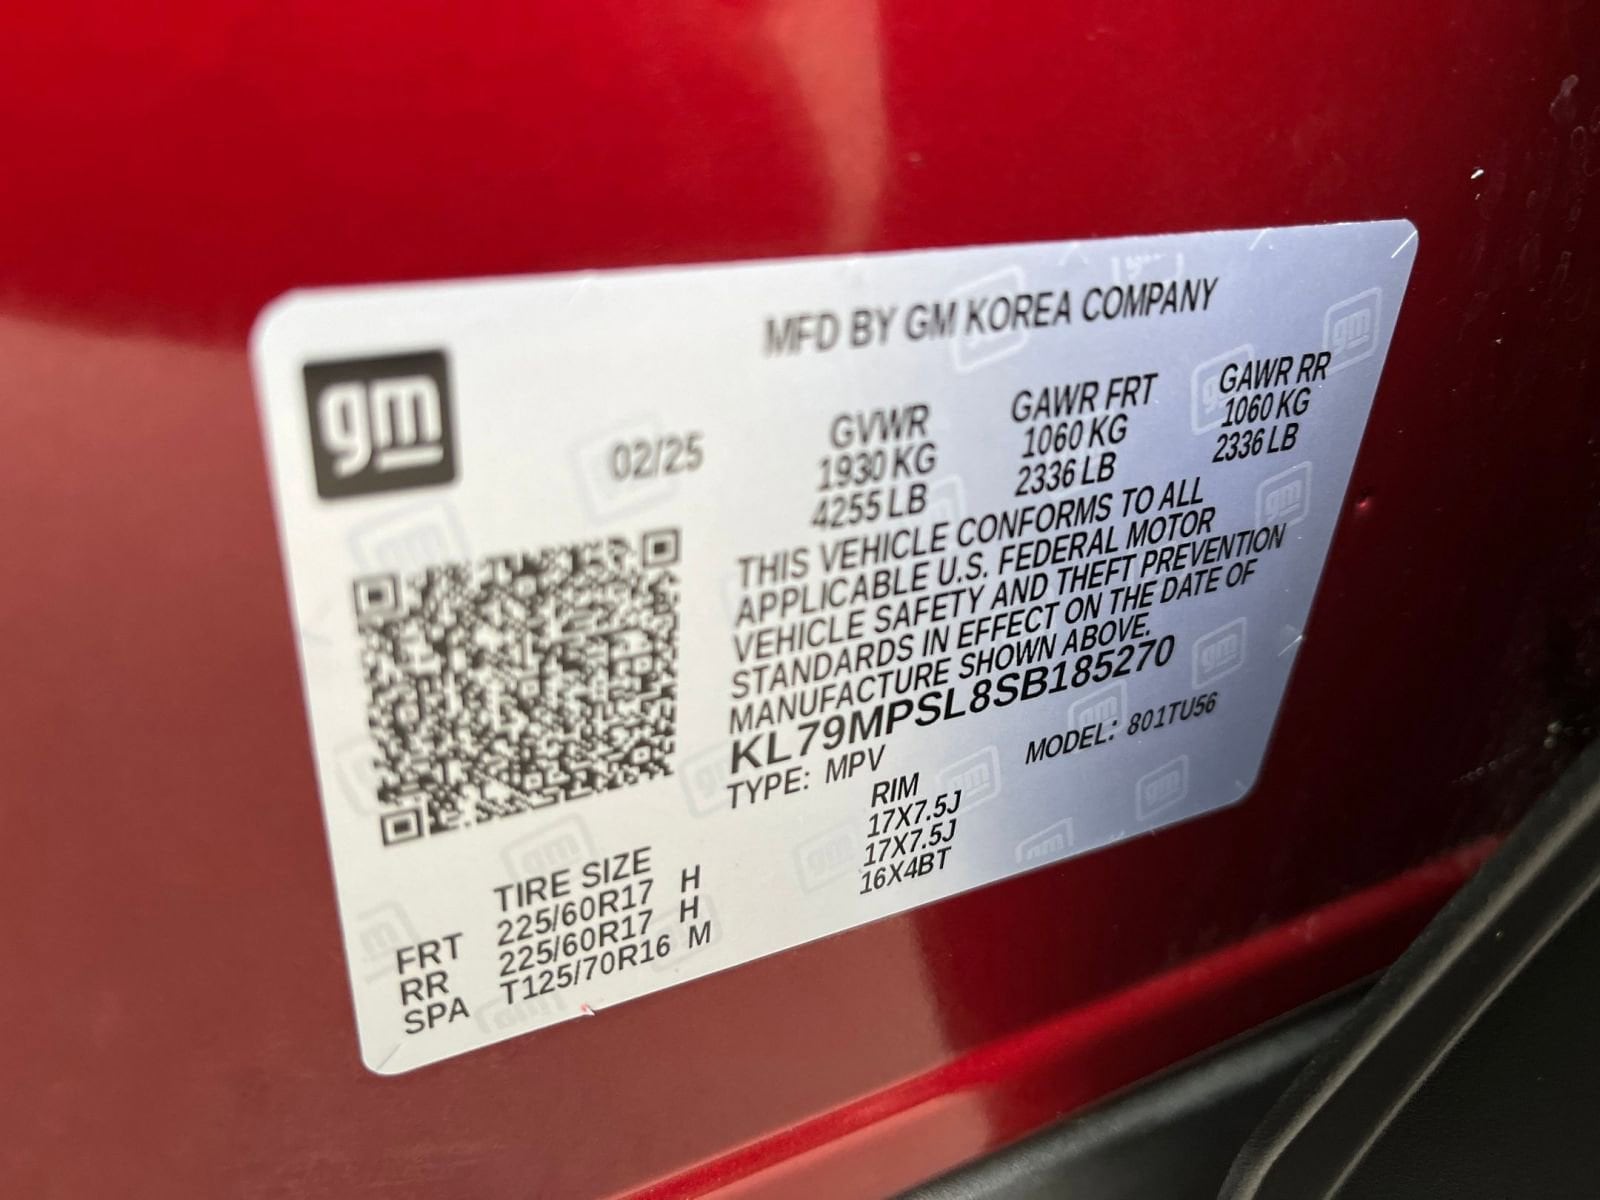 MFD BY GM KOREA COMPANY
gm
02/25
GVWR GAWR FRT GAWR RR
1930 KG 1060 KG 1060 KG
4255 LB 2336 LB 2336 LB
THIS VEHICLE CONFORMS TO ALL
APPLICABLE U.S. FEDERAL MOTOR
VEHICLE SAFETY AND THEFT PREVENTION
STANDARDS IN EFFECT ON THE DATE OF
MANUFACTURE SHOWN ABOVE.
KL79MPSL8SB185270
TYPE: MPV MODEL: 801TU56
TIRE SIZE RIM
FRT 225/60R17 H 17X7.5J
RR 225/60R17 H 17X7.5J
SPA T125/70R16 M 16X4BT